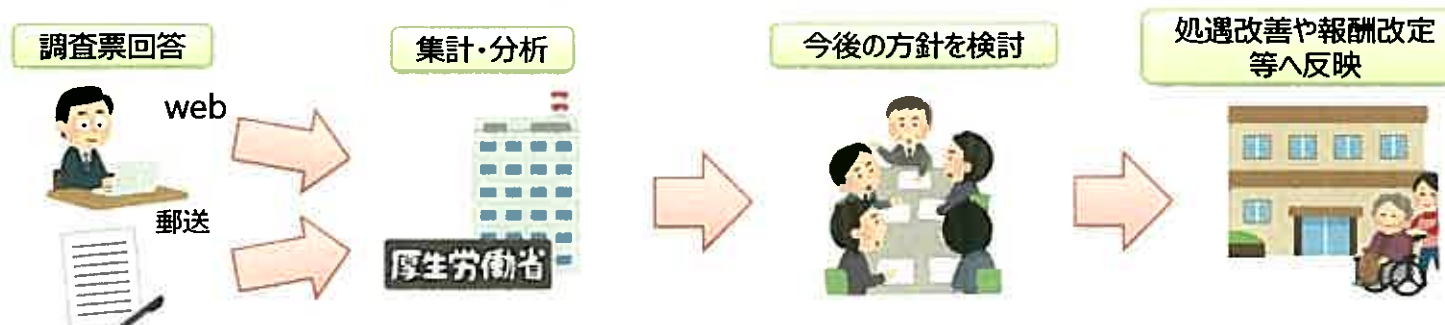 調査票回答
web
郵送
集計・分析
厚生労働省
今後の方針を検討
処遇改善や報酬改定
等へ反映